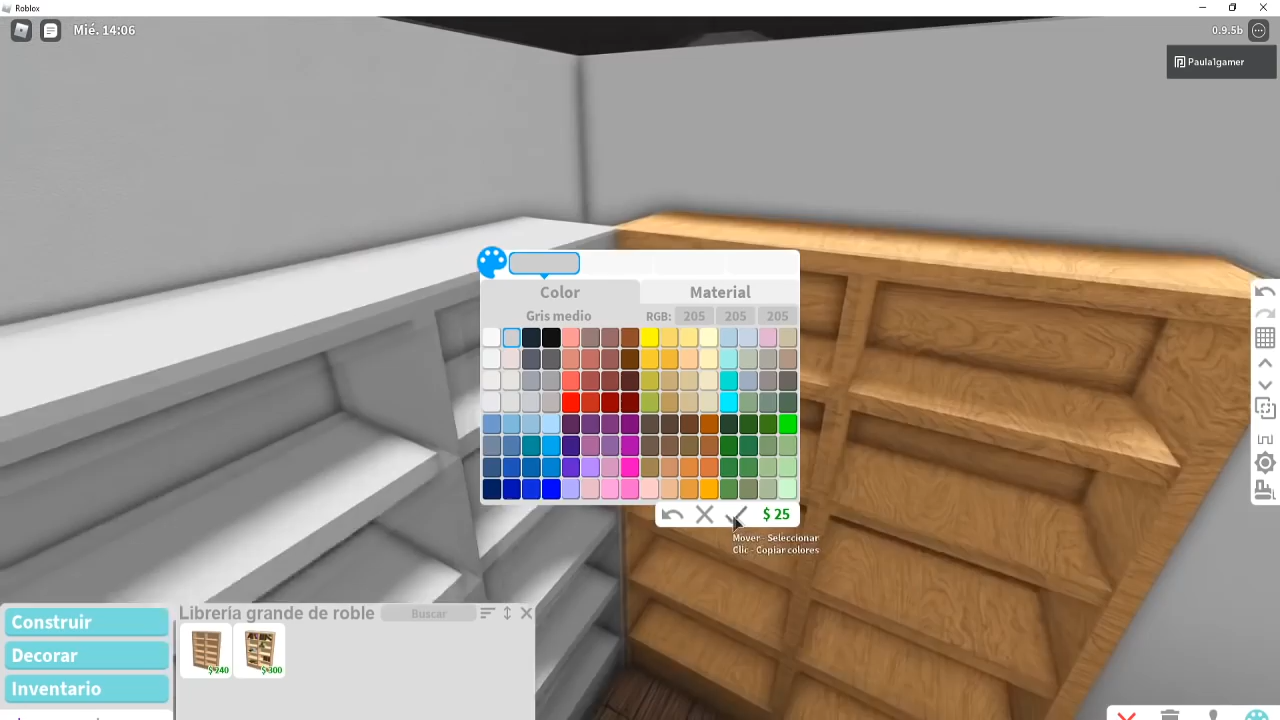 Roblox
Mié. 14:06
0.9.5b
Paula1gamer
Color
Material
Gris medio
RGB: 205 205 205
$ 25
Mover - Seleccionar
Clic - Copiar colores
Construir
Decorar
Inventario
Librería grande de roble
Buscar
$240
$300